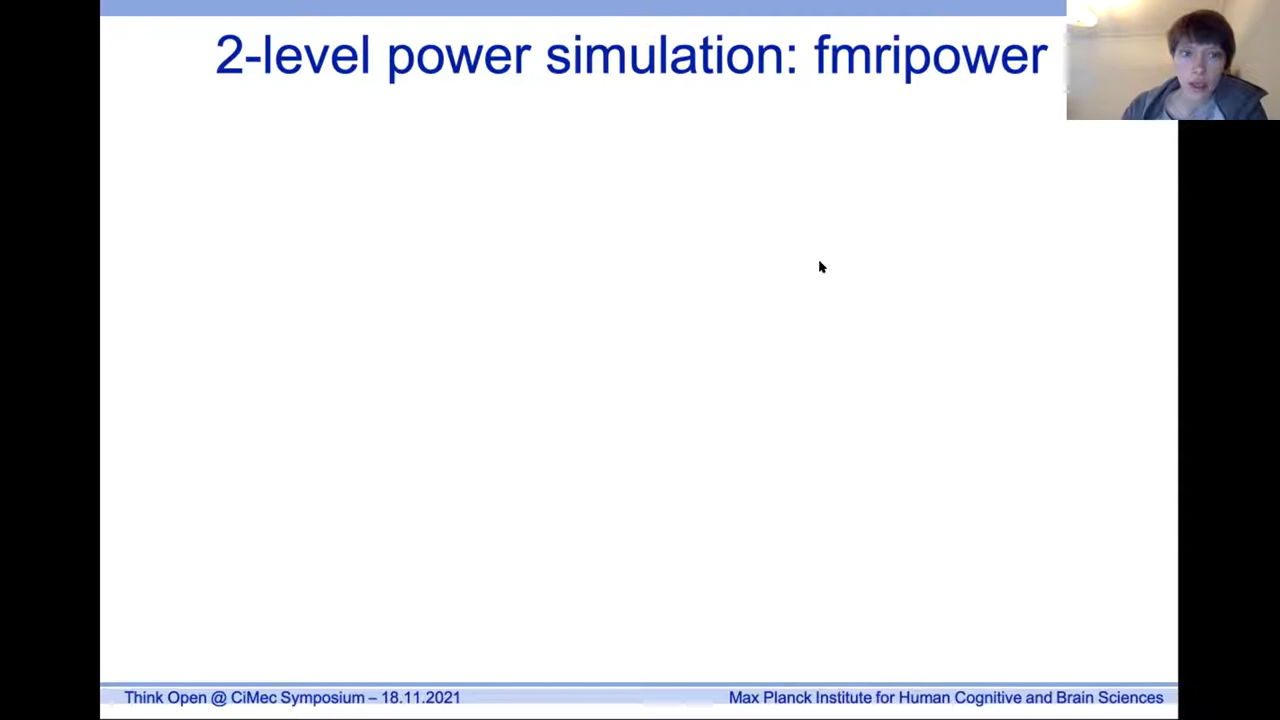 2-level power simulation: fmripower
Think Open @ CiMec Symposium – 18.11.2021
Max Planck Institute for Human Cognitive and Brain Sciences